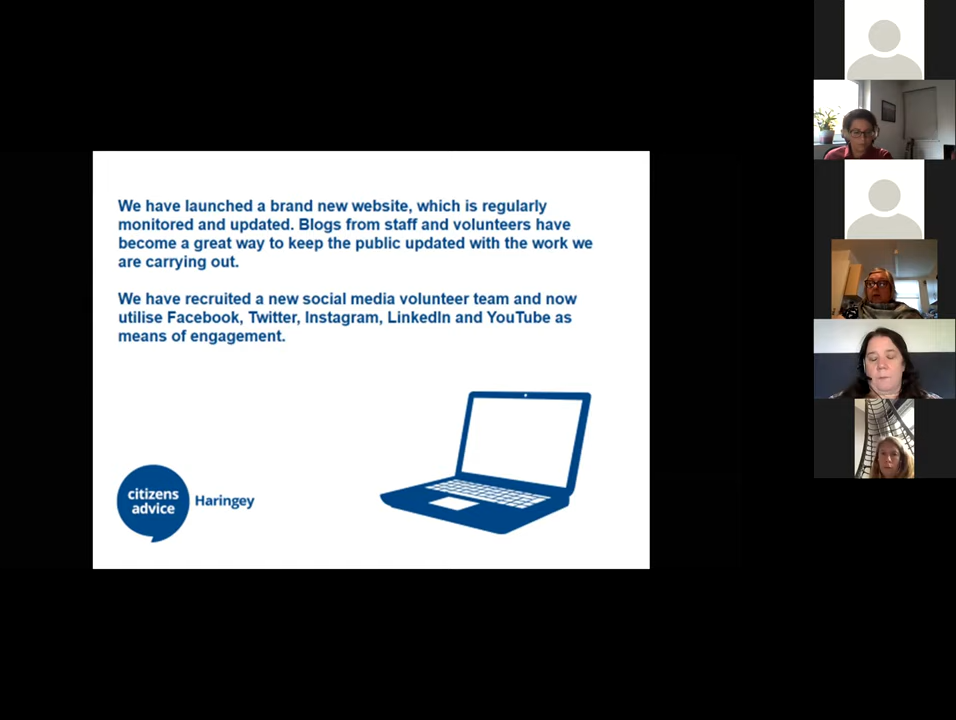 We have launched a brand new website, which is regularly
monitored and updated. Blogs from staff and volunteers have
become a great way to keep the public updated with the work we
are carrying out.
We have recruited a new social media volunteer team and now
utilise Facebook, Twitter, Instagram, LinkedIn and YouTube as
means of engagement.
citizens
advice
Haringey